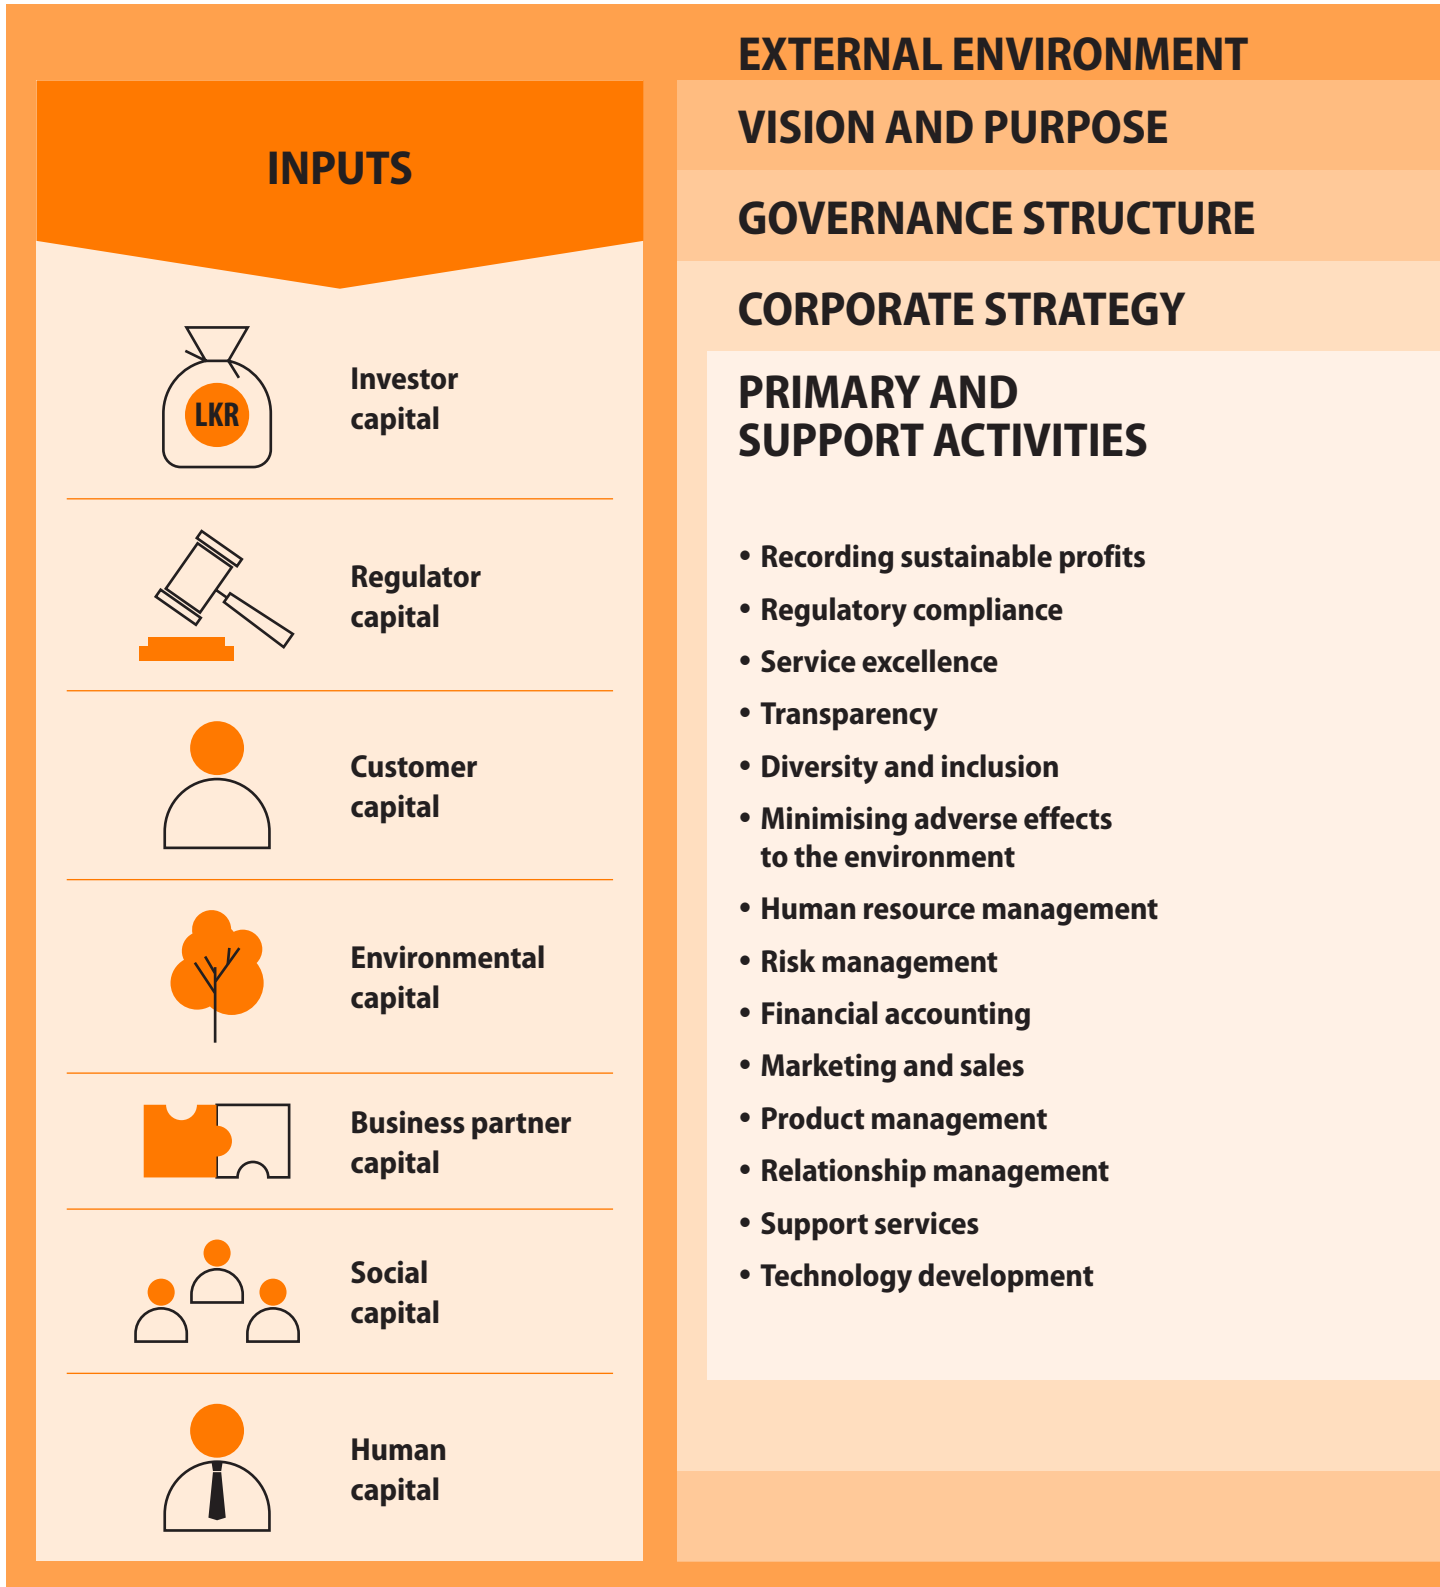 INPUTS
LKR
Investor
capital
Regulator
capital
Customer
capital
Environmental
capital
Business partner
capital
Social
capital
Human
capital
EXTERNAL ENVIRONMENT
VISION AND PURPOSE
GOVERNANCE STRUCTURE
CORPORATE STRATEGY
PRIMARY AND
SUPPORT ACTIVITIES
• Recording sustainable profits
• Regulatory compliance
• Service excellence
• Transparency
• Diversity and inclusion
• Minimising adverse effects
to the environment
• Human resource management
• Risk management
• Financial accounting
• Marketing and sales
• Product management
• Relationship management
• Support services
• Technology development